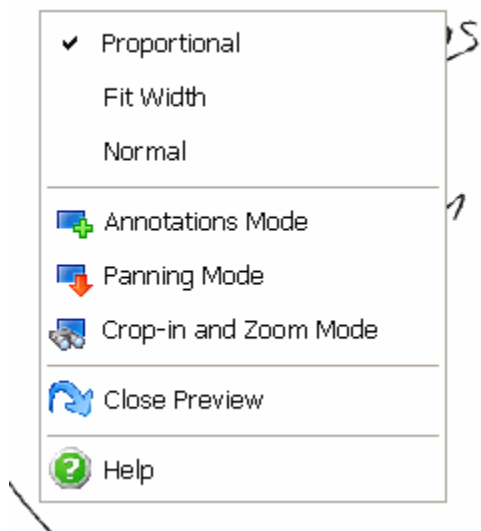 Proportional
Fit Width
Normal
Annotations Mode
Panning Mode
Crop-in and Zoom Mode
Close Preview
Help